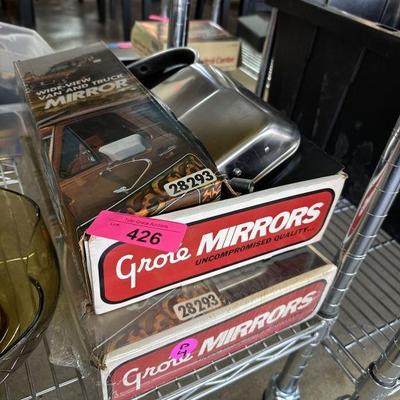 WIDE-VIEW
VAN AND TRUCK
MIRROR
28293
426
Grote MIRRORS
UNCOMPROMISED QUALITY...
28293
Grote MIRRORS